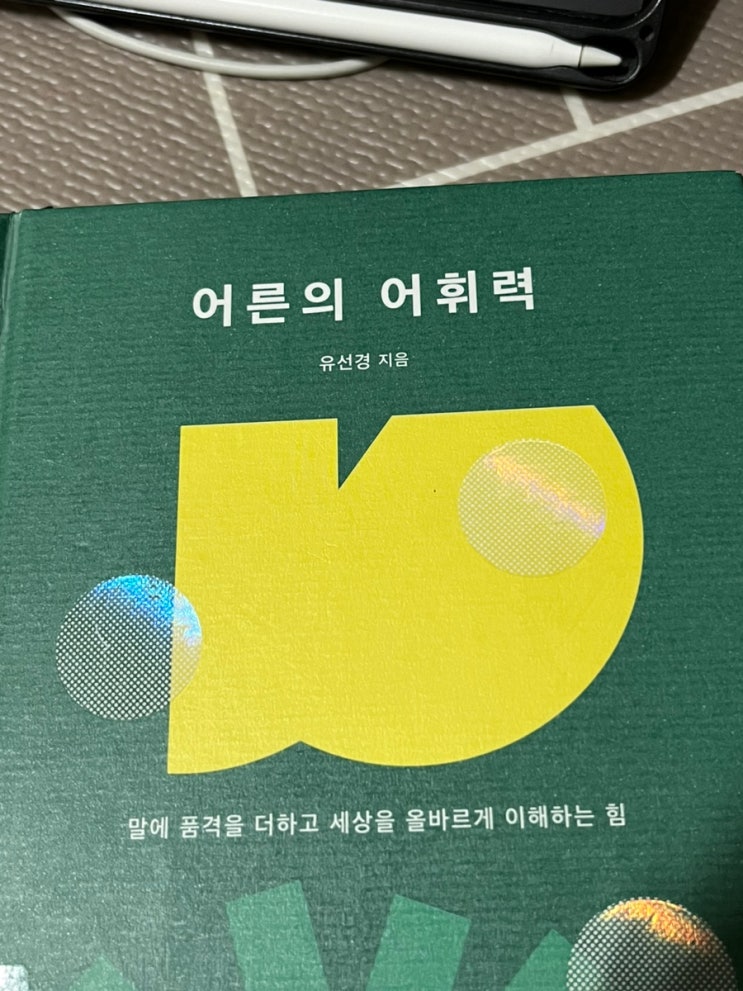 어른의 어휘력
유선경 지음
말에 품격을 더하고 세상을 올바르게 이해하는 힘